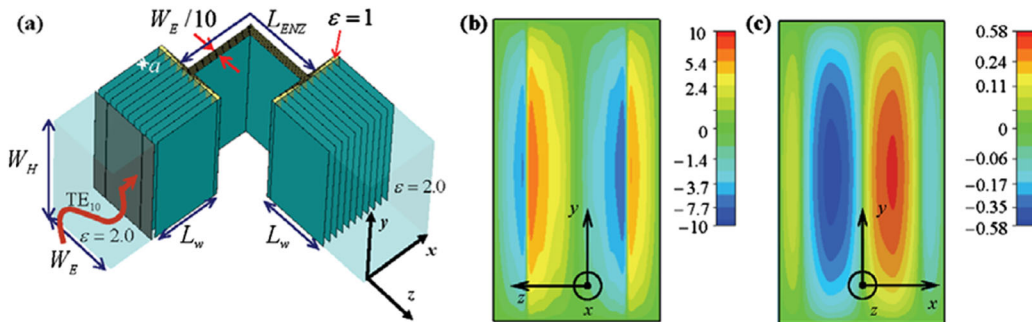 (a)
W_E /10
L_ENZ
ε = 1
a
W_H
TE_10
ε = 2.0
W_E
L_w
L_w
ε = 2.0
y
x
z
(b)
y
z
x
10
5.4
2.4
0
−1.4
−3.7
−7.7
−10
(c)
y
z
x
0.58
0.24
0.11
0
−0.06
−0.17
−0.35
−0.58